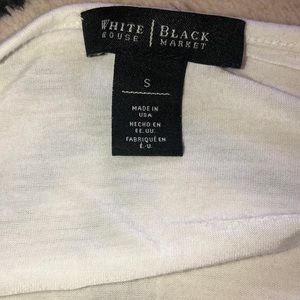 WHITE | BLACK
HOUSE | MARKET
S
MADE IN
USA
HECHO EN
EE.UU.
FABRIQUÉ EN
É.-U.